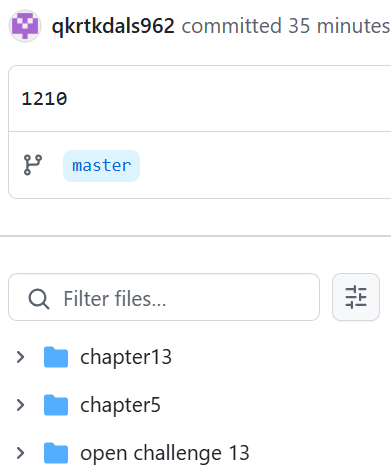 qkrtkdals962 committed 35 minutes
1210
master
Filter files...
chapter13
chapter5
open challenge 13